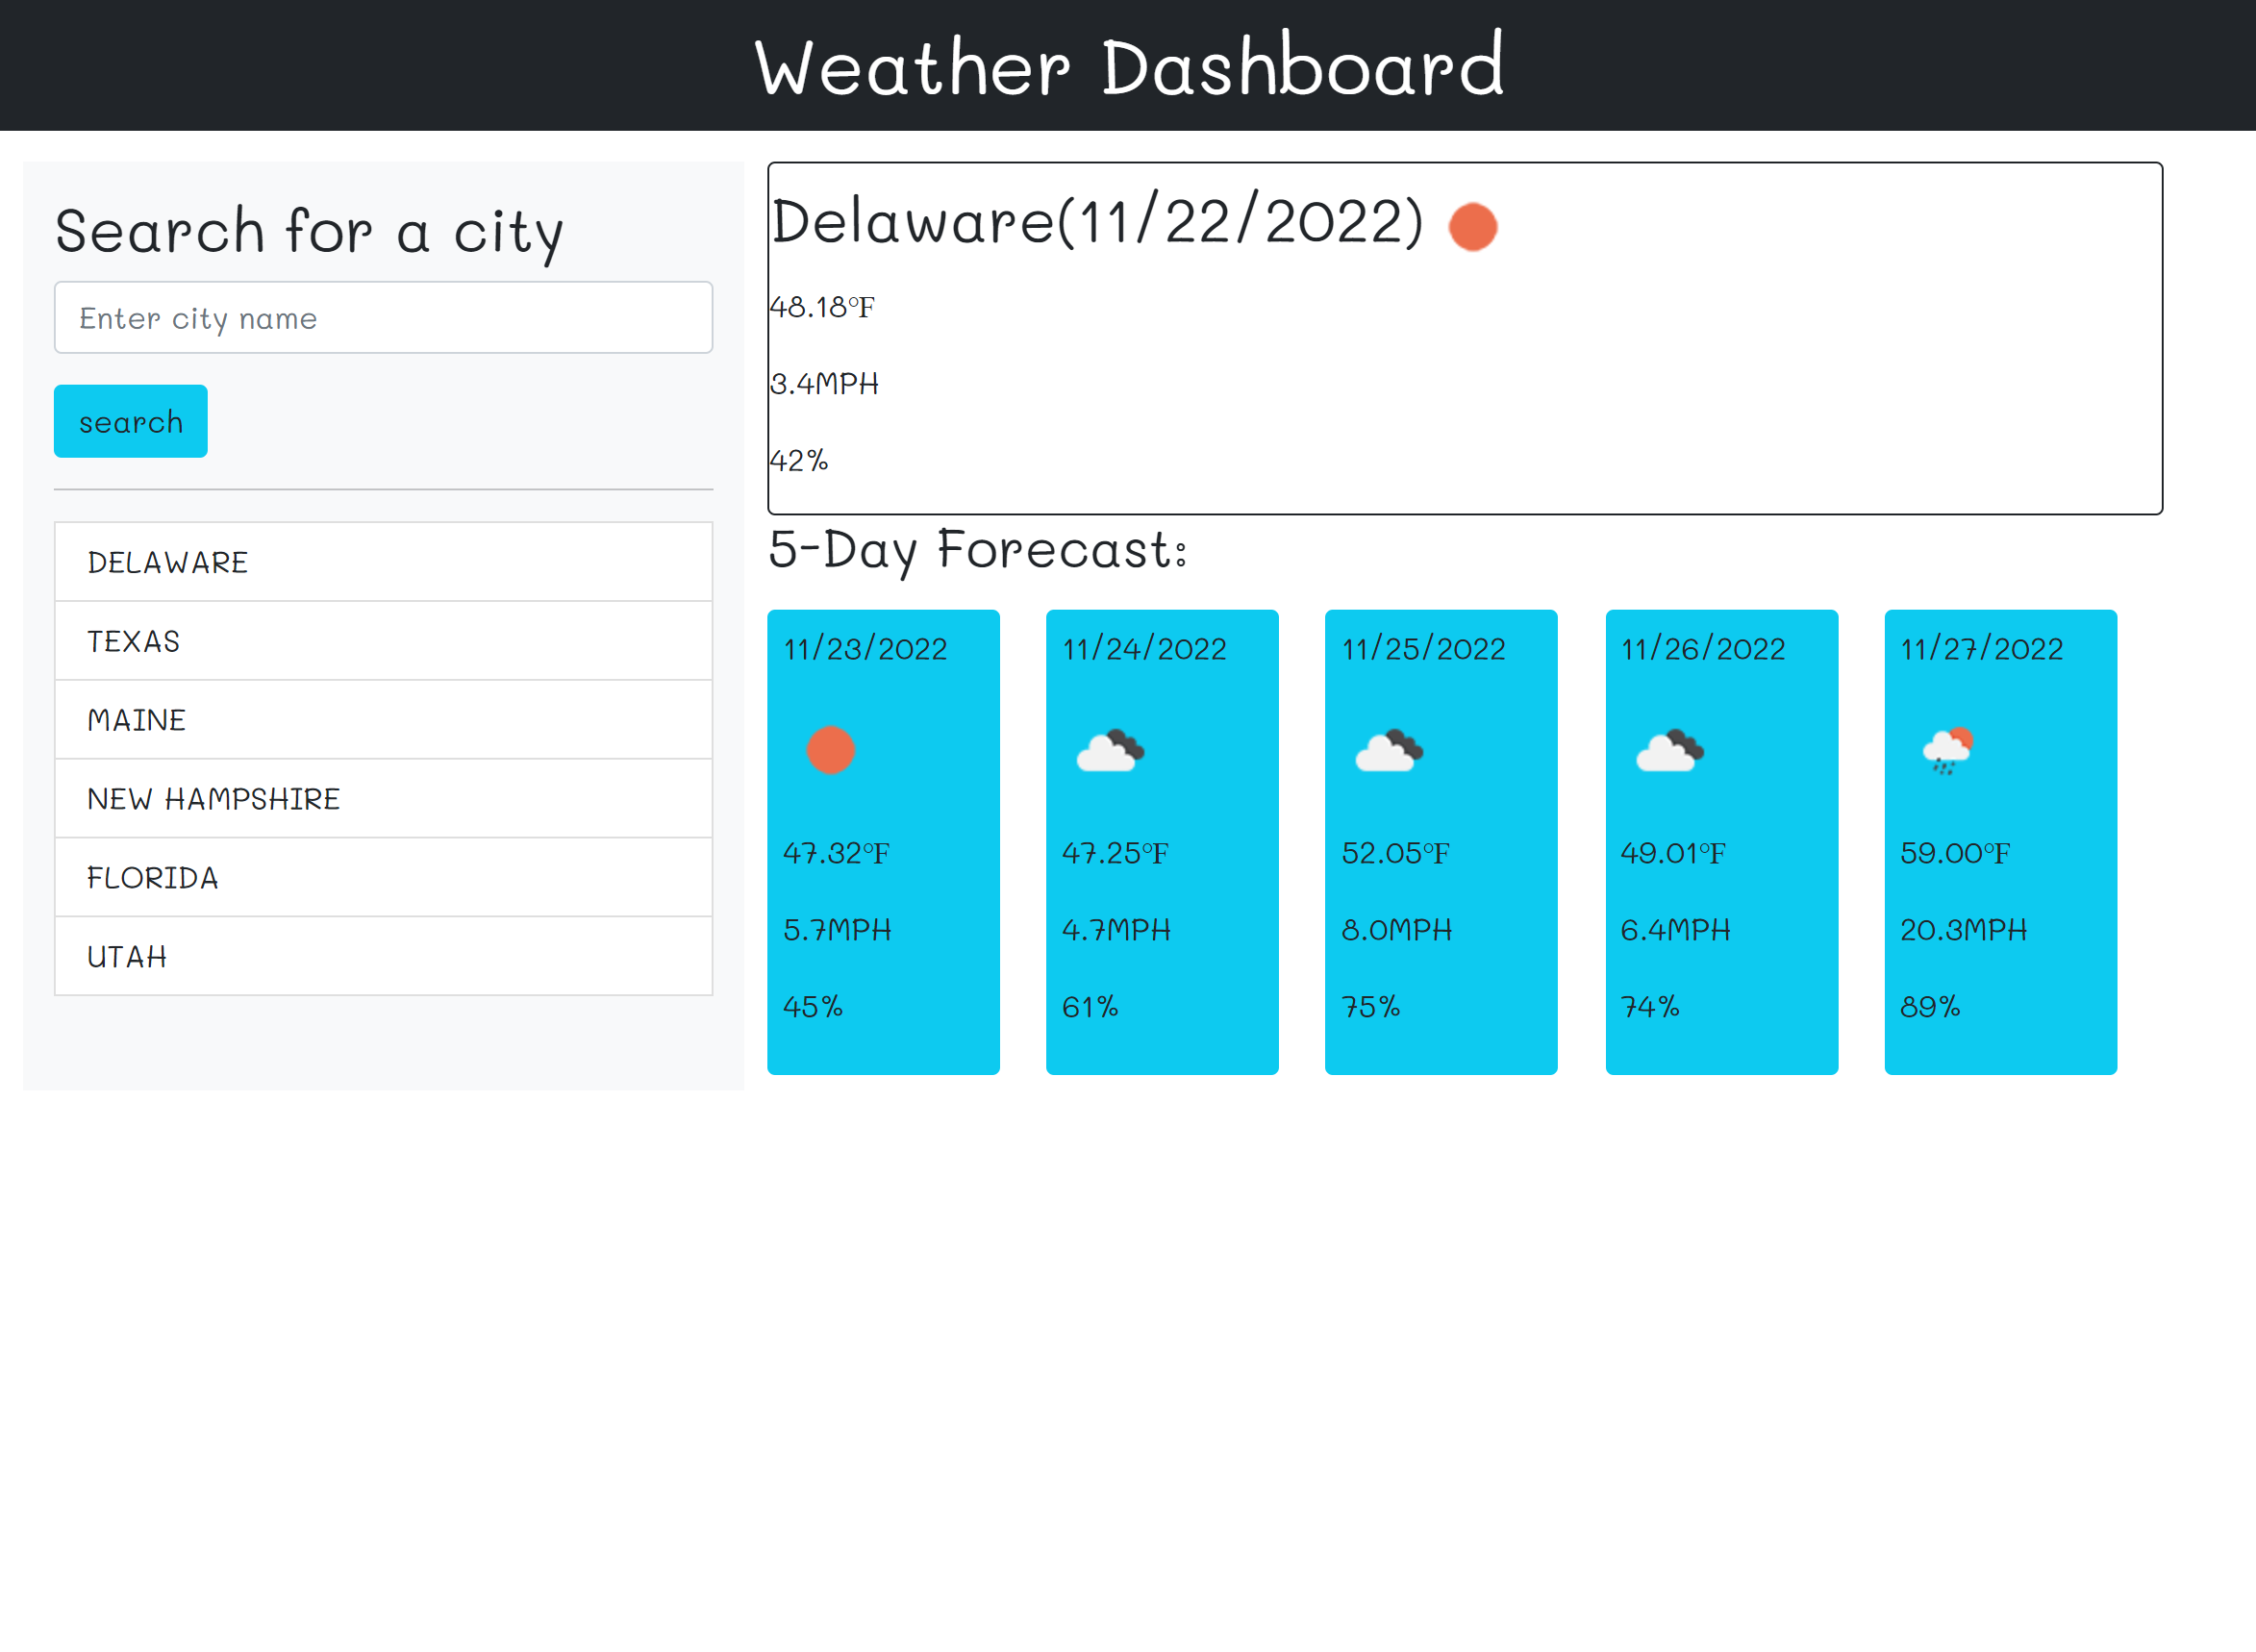 Weather Dashboard
Search for a city
Enter city name
search
DELAWARE
TEXAS
MAINE
NEW HAMPSHIRE
FLORIDA
UTAH
Delaware(11/22/2022)
48.18°F
3.4MPH
42%
5-Day Forecast:
11/23/2022
47.32°F
5.7MPH
45%
11/24/2022
47.25°F
4.7MPH
61%
11/25/2022
52.05°F
8.0MPH
75%
11/26/2022
49.01°F
6.4MPH
74%
11/27/2022
59.00°F
20.3MPH
89%